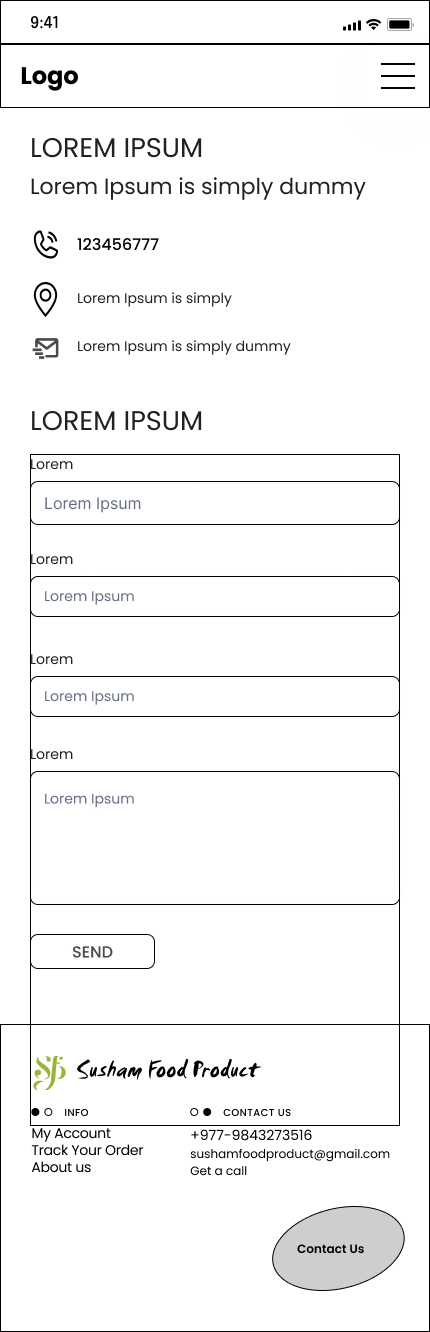 9:41
Logo
LOREM IPSUM
Lorem Ipsum is simply dummy
123456777
Lorem Ipsum is simply
Lorem Ipsum is simply dummy
LOREM IPSUM
Lorem
Lorem Ipsum
Lorem
Lorem Ipsum
Lorem
Lorem Ipsum
Lorem
Lorem Ipsum
SEND
Susham Food Product
INFO
My Account
Track Your Order
About us
CONTACT US
+977-9843273516
sushamfoodproduct@gmail.com
Get a call
Contact Us